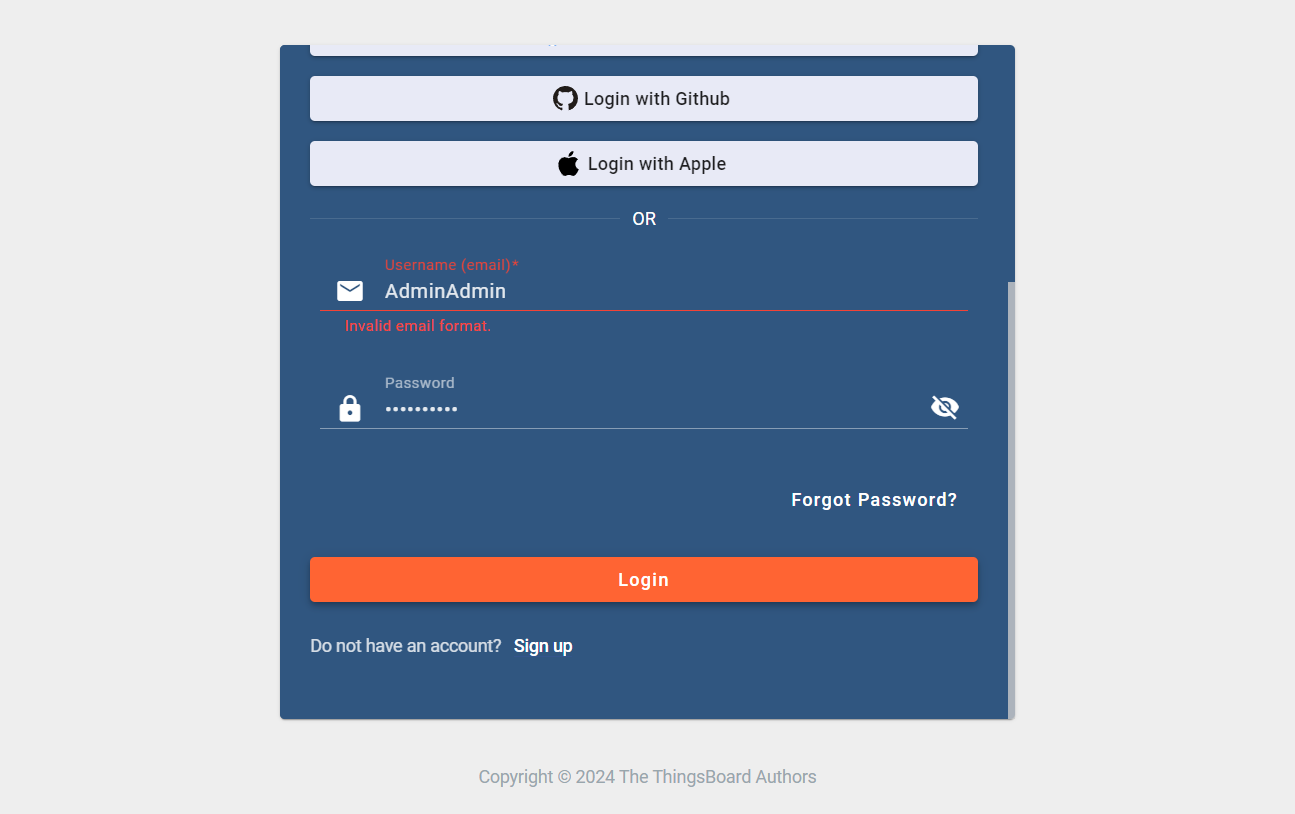 Login with Github
Login with Apple
OR
Username (email)*
AdminAdmin
Invalid email format.
Password
••••••••••
Forgot Password?
Login
Do not have an account? Sign up
Copyright © 2024 The ThingsBoard Authors